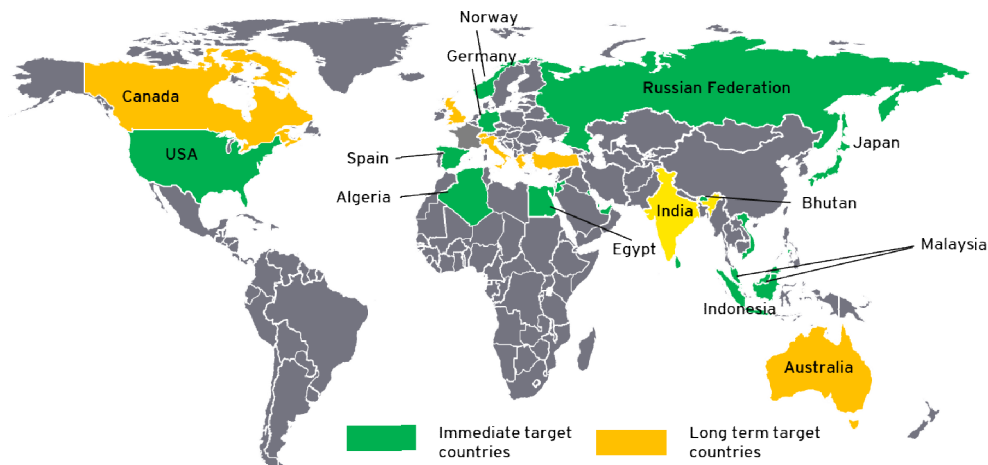 Norway
Germany
Canada
Russian Federation
USA
Japan
Spain
Algeria
India
Bhutan
Egypt
Malaysia
Indonesia
Australia
Immediate target
countries
Long term target
countries